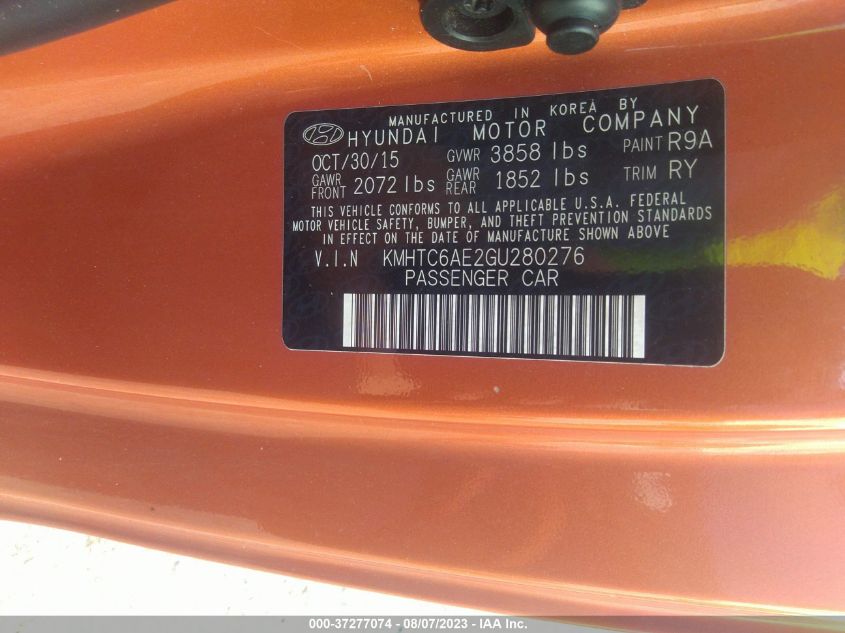 MANUFACTURED IN KOREA BY
HYUNDAI MOTOR COMPANY
OCT/30/15 GVWR 3858 lbs PAINT R9A
GAWR FRONT 2072 lbs GAWR REAR 1852 lbs TRIM RY
THIS VEHICLE CONFORMS TO ALL APPLICABLE U.S.A. FEDERAL
MOTOR VEHICLE SAFETY, BUMPER, AND THEFT PREVENTION STANDARDS
IN EFFECT ON THE DATE OF MANUFACTURE SHOWN ABOVE
V.I.N KMHTC6AE2GU280276
PASSENGER CAR
000-37277074 - 08/07/2023 - IAA Inc.